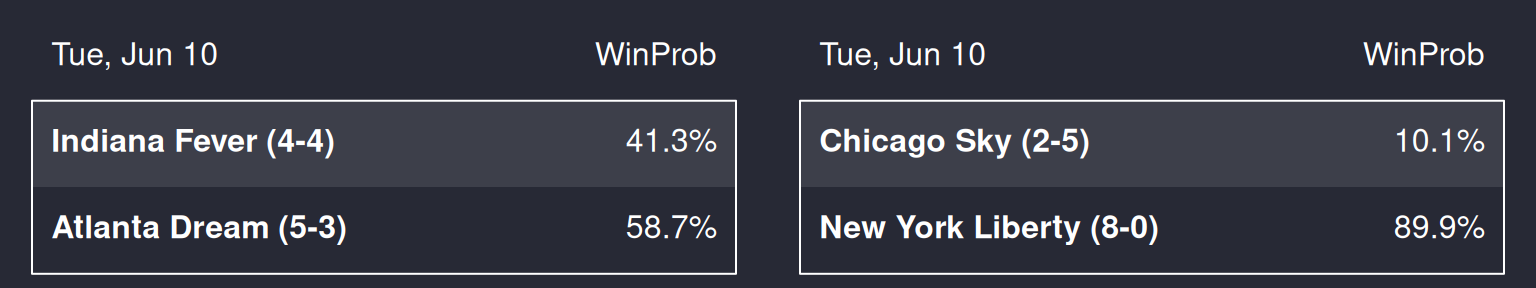 Tue, Jun 10 WinProb
Indiana Fever (4-4) 41.3%
Atlanta Dream (5-3) 58.7%
Tue, Jun 10 WinProb
Chicago Sky (2-5) 10.1%
New York Liberty (8-0) 89.9%